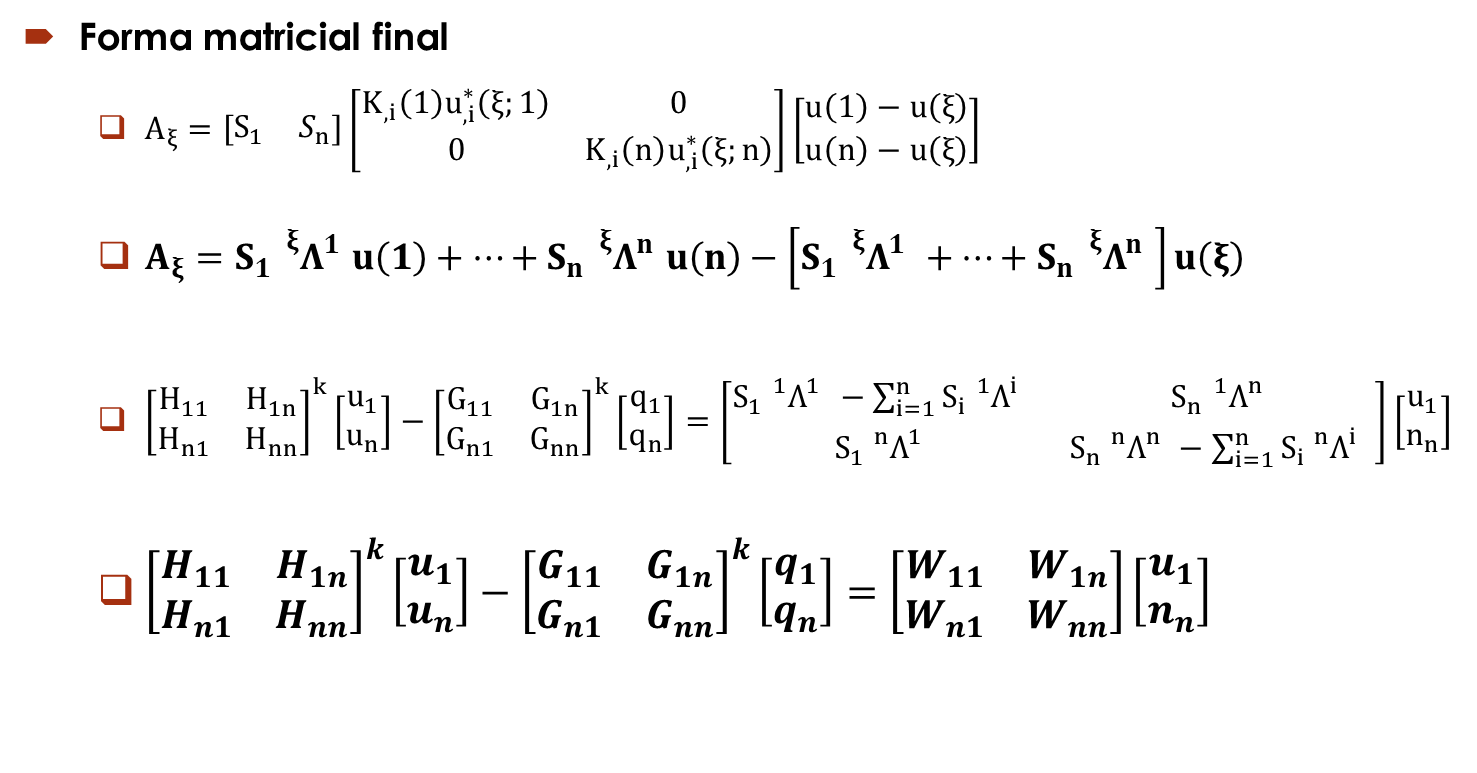 Forma matricial final
A_ξ = [S_1 S_n] [K_{,i}(1)u^*_{,i}(ξ; 1) 0; 0 K_{,i}(n)u^*_{,i}(ξ; n)] [u(1) − u(ξ); u(n) − u(ξ)]
A_ξ = S_1 ^ξΛ^1 u(1) + ⋯ + S_n ^ξΛ^n u(n) − [S_1 ^ξΛ^1 + ⋯ + S_n ^ξΛ^n] u(ξ)
[H_11 H_1n; H_n1 H_nn]^k [u_1; u_n] − [G_11 G_1n; G_n1 G_nn]^k [q_1; q_n] = [S_1 ^1Λ^1 − ∑_{i=1}^n S_i ^1Λ^i S_n ^1Λ^n; S_1 ^nΛ^1 S_n ^nΛ^n − ∑_{i=1}^n S_i ^nΛ^i] [u_1; n_n]
[H_11 H_1n; H_n1 H_nn]^k [u_1; u_n] − [G_11 G_1n; G_n1 G_nn]^k [q_1; q_n] = [W_11 W_1n; W_n1 W_nn] [u_1; n_n]